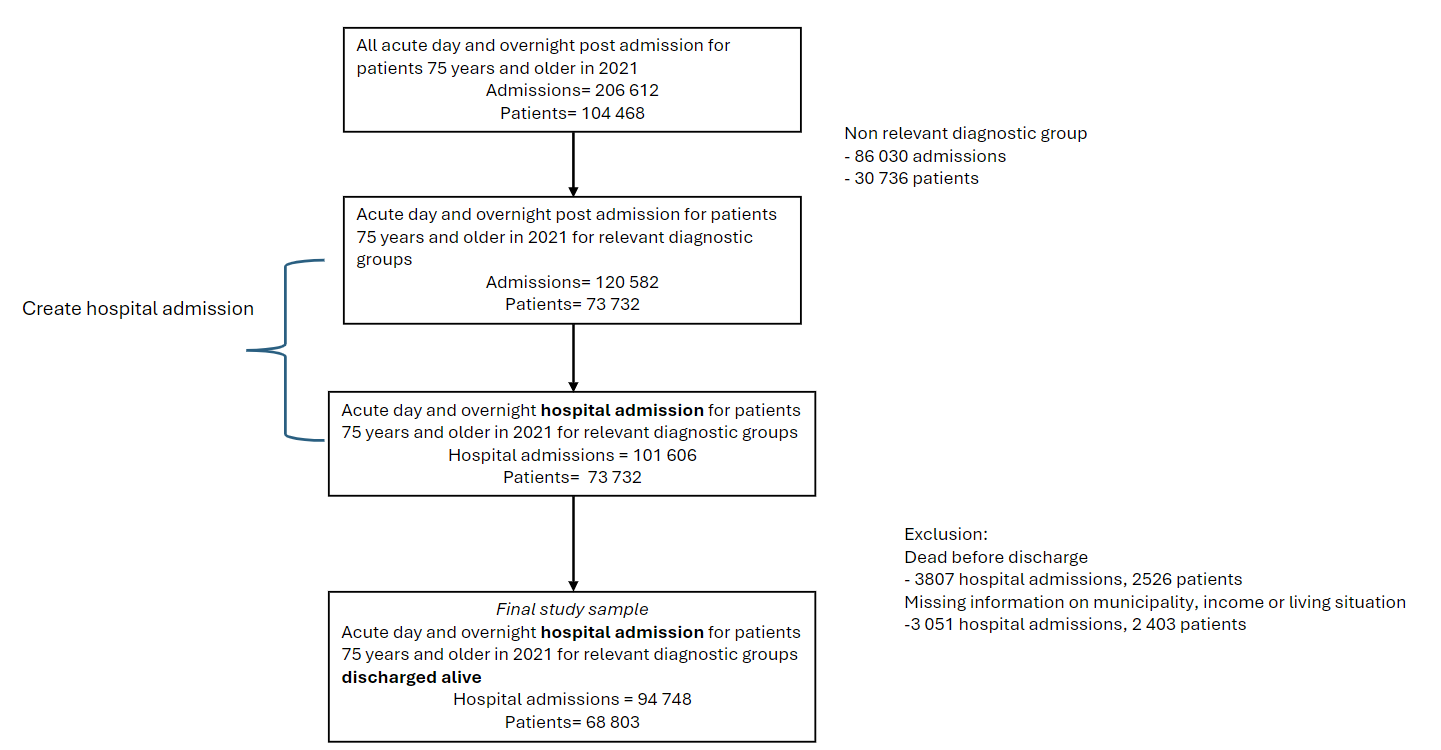 All acute day and overnight post admission for
patients 75 years and older in 2021
Admissions= 206 612
Patients= 104 468
Non relevant diagnostic group
- 86 030 admissions
- 30 736 patients
Acute day and overnight post admission for patients
75 years and older in 2021 for relevant diagnostic
groups
Admissions= 120 582
Patients= 73 732
Create hospital admission
Acute day and overnight hospital admission for patients
75 years and older in 2021 for relevant diagnostic groups
Hospital admissions = 101 606
Patients= 73 732
Exclusion:
Dead before discharge
- 3807 hospital admissions, 2526 patients
Missing information on municipality, income or living situation
-3 051 hospital admissions, 2 403 patients
Final study sample
Acute day and overnight hospital admission for patients
75 years and older in 2021 for relevant diagnostic groups
discharged alive
Hospital admissions = 94 748
Patients= 68 803